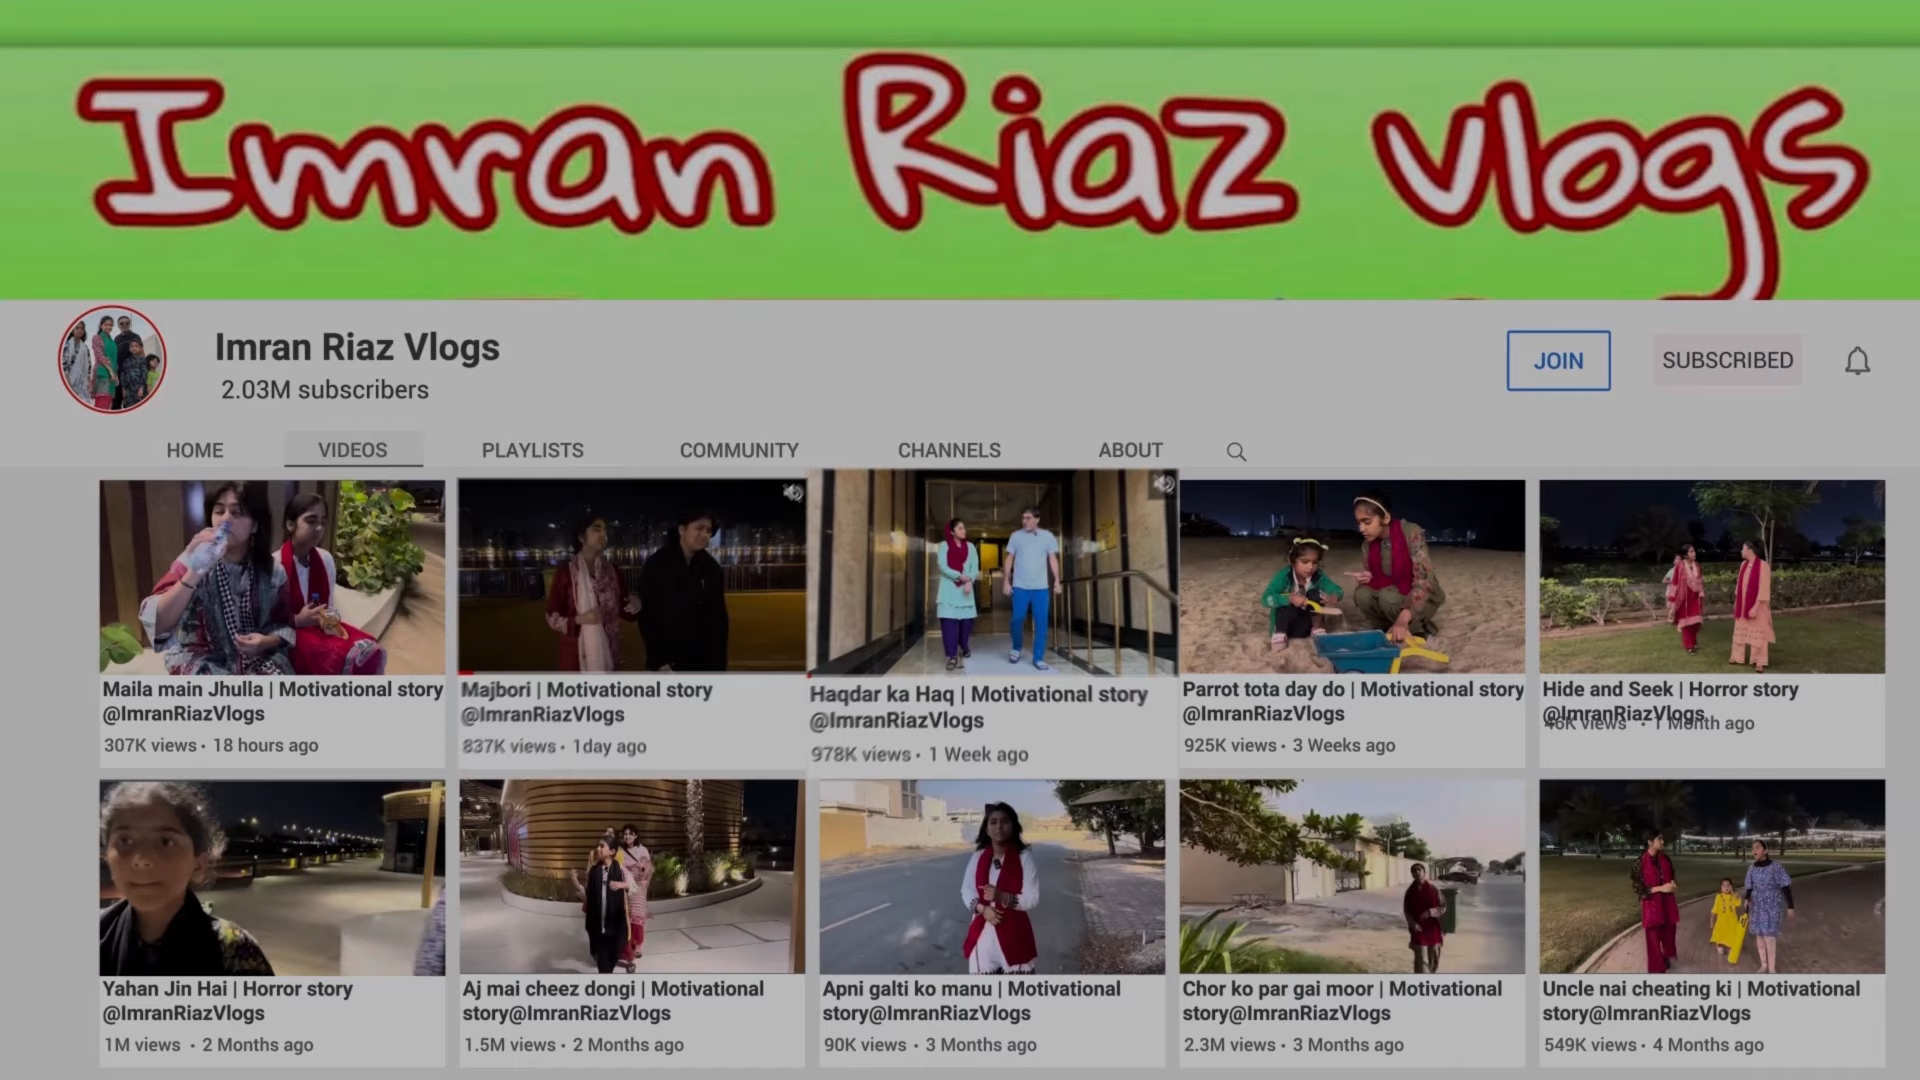 Imran Riaz vlogs
Imran Riaz Vlogs
2.03M subscribers
JOIN
SUBSCRIBED
HOME
VIDEOS
PLAYLISTS
COMMUNITY
CHANNELS
ABOUT
Maila main Jhulla | Motivational story
@ImranRiazVlogs
307K views • 18 hours ago
Majbori | Motivational story
@ImranRiazVlogs
837K views • 1day ago
Haqdar ka Haq | Motivational story
@ImranRiazVlogs
978K views • 1 Week ago
Parrot tota day do | Motivational story
@ImranRiazVlogs
925K views • 3 Weeks ago
Hide and Seek | Horror story
@ImranRiazVlogs
46K views • 1 Month ago
Yahan Jin Hai | Horror story
@ImranRiazVlogs
1M views • 2 Months ago
Aj mai cheez dongi | Motivational
story@ImranRiazVlogs
1.5M views • 2 Months ago
Apni galti ko manu | Motivational
story@ImranRiazVlogs
90K views • 3 Months ago
Chor ko par gai moor | Motivational
story@ImranRiazVlogs
2.3M views • 3 Months ago
Uncle nai cheating ki | Motivational
story@ImranRiazVlogs
549K views • 4 Months ago